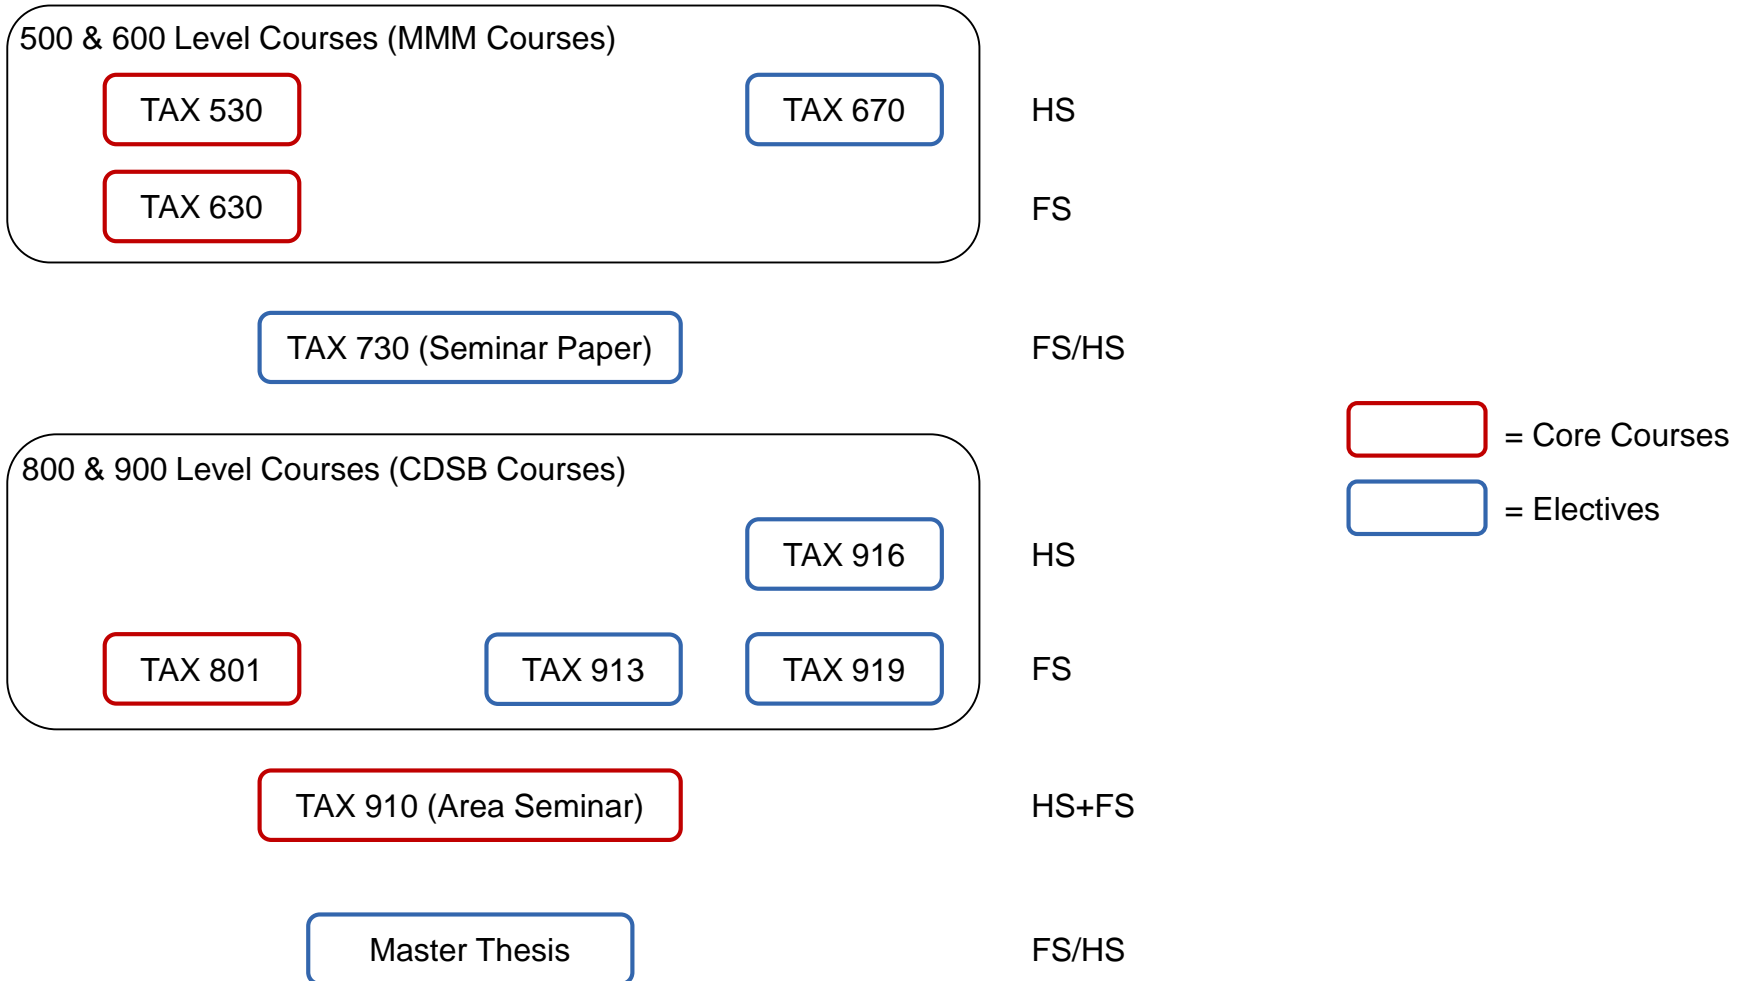 500 & 600 Level Courses (MMM Courses)
TAX 530 TAX 670 HS
TAX 630 FS
TAX 730 (Seminar Paper) FS/HS
= Core Courses
800 & 900 Level Courses (CDSB Courses)
= Electives
TAX 916 HS
TAX 801 TAX 913 TAX 919 FS
TAX 910 (Area Seminar) HS+FS
Master Thesis FS/HS